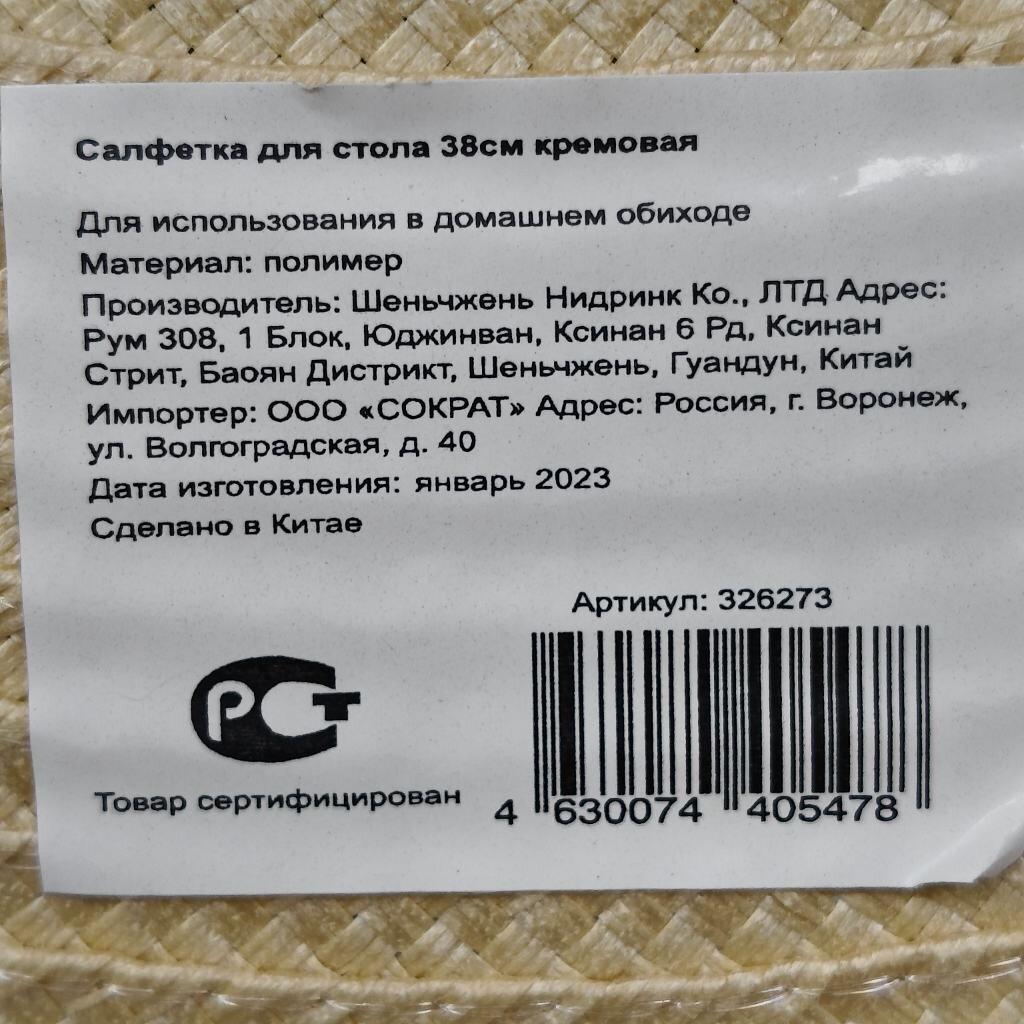 Салфетка для стола 38см кремовая
Для использования в домашнем обиходе
Материал: полимер
Производитель: Шеньчжень Нидринк Ко., ЛТД Адрес:
Рум 308, 1 Блок, Юджинван, Ксинан 6 Рд, Ксинан
Стрит, Баоян Дистрикт, Шеньчжень, Гуандун, Китай
Импортер: ООО «СОКРАТ» Адрес: Россия, г. Воронеж,
ул. Волгоградская, д. 40
Дата изготовления: январь 2023
Сделано в Китае
Артикул: 326273
РСТ
Товар сертифицирован
4 630074 405478